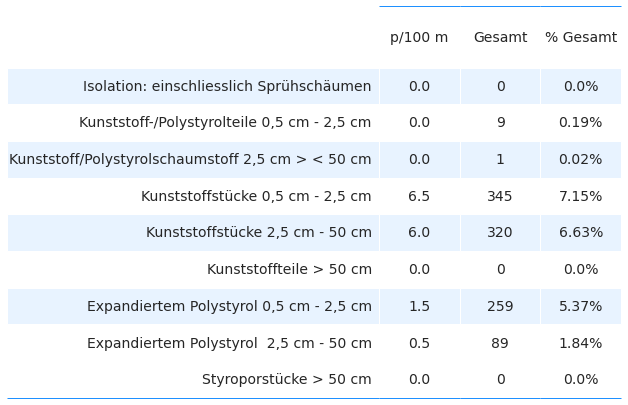 p/100 m Gesamt % Gesamt
Isolation: einschliesslich Sprühschäumen 0.0 0 0.0%
Kunststoff-/Polystyrolteile 0,5 cm - 2,5 cm 0.0 9 0.19%
Kunststoff/Polystyrolschaumstoff 2,5 cm > < 50 cm 0.0 1 0.02%
Kunststoffstücke 0,5 cm - 2,5 cm 6.5 345 7.15%
Kunststoffstücke 2,5 cm - 50 cm 6.0 320 6.63%
Kunststoffteile > 50 cm 0.0 0 0.0%
Expandiertem Polystyrol 0,5 cm - 2,5 cm 1.5 259 5.37%
Expandiertem Polystyrol  2,5 cm - 50 cm 0.5 89 1.84%
Styroporstücke > 50 cm 0.0 0 0.0%